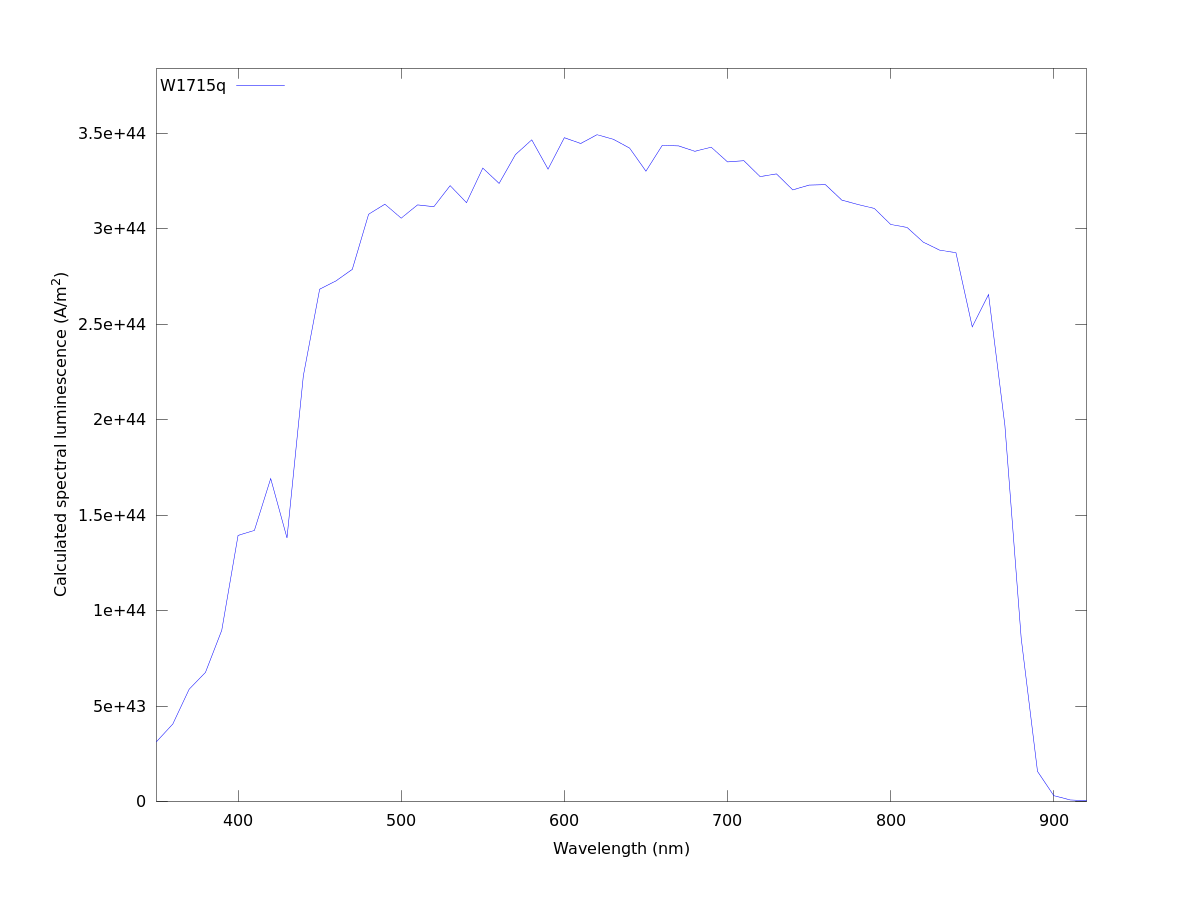 W1715q
3.5e+44
3e+44
2.5e+44
2e+44
1.5e+44
1e+44
5e+43
0
400 500 600 700 800 900
Wavelength (nm)
Calculated spectral luminescence (A/m²)